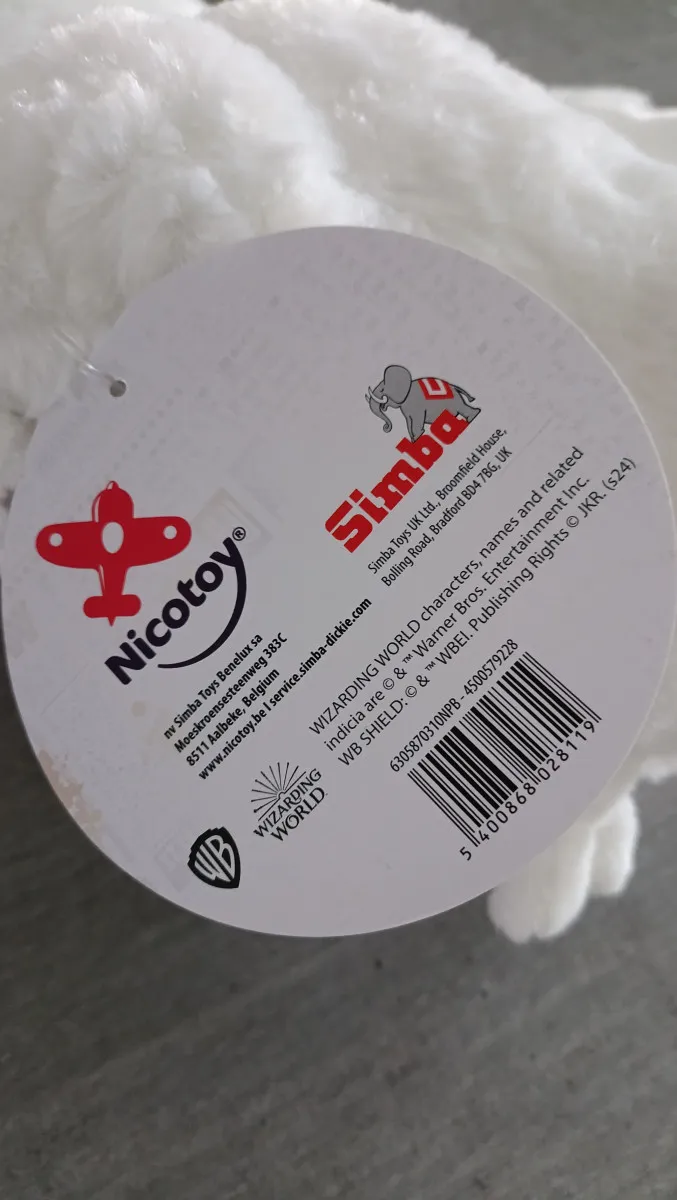 Simba
Simba Toys UK Ltd., Broomfield House,
Bolling Road, Bradford BD4 7BG, UK
Nicotoy®
nv Simba Toys Benelux sa
Moeskroensesteenweg 383C
8511 Aalbeke, Belgium
www.nicotoy.be I service.simba-dickie.com
WIZARDING WORLD characters, names and related
indicia are © & ™ Warner Bros. Entertainment Inc.
WB SHIELD: © & ™ WBEI. Publishing Rights © JKR. (s24)
WB
WIZARDING
WORLD
6305870310NPB - 4500579228
5 400868 028119